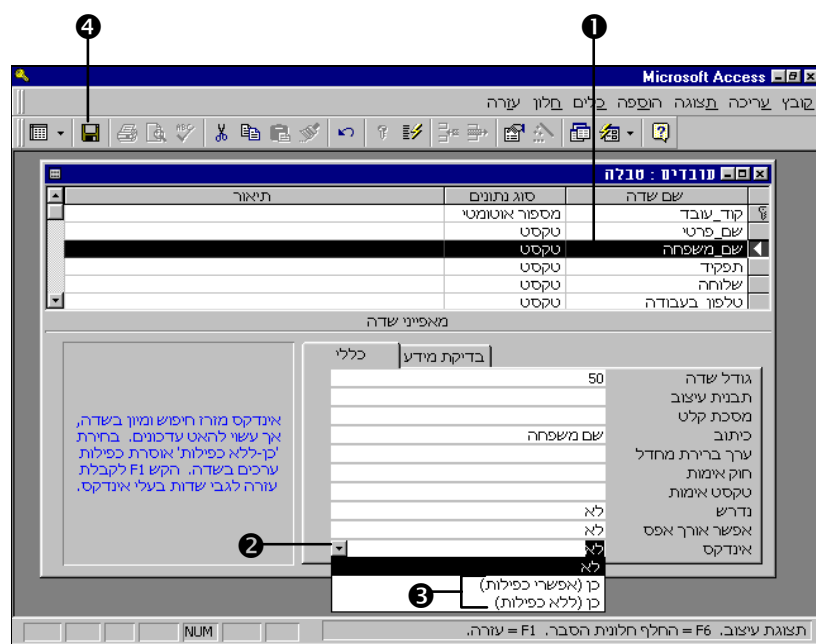 4 1
Microsoft Access
קובץ עריכה תצוגה הוספה כלים חלון עזרה
עובדים : טבלה
שם שדה סוג נתונים תיאור
קוד_עובד מספור אוטומטי
שם_פרטי טקסט
שם_משפחה טקסט
תפקיד טקסט
שלוחה טקסט
טלפון_בעבודה טקסט
מאפייני שדה
כללי בדיקת מידע
גודל שדה 50
תבנית עיצוב
מסכת קלט
כיתוב שם משפחה
ערך ברירת מחדל
חוק אימות
טקסט אימות
נדרש לא
אפשר אורך אפס לא
אינדקס לא
2
לא
כן (אפשרי כפילות)
כן (ללא כפילות)
3
אינדקס מזרז חיפוש ומיון בשדה,
אך עשוי להאט עדכונים. בחירת
'כן-ללא כפילות' אוסרת כפילות
ערכים בשדה. הקש F1 לקבלת
עזרה לגבי שדות בעלי אינדקס.
תצוגת עיצוב. F6 = החלף חלונית הסבר. F1 = עזרה.
NUM